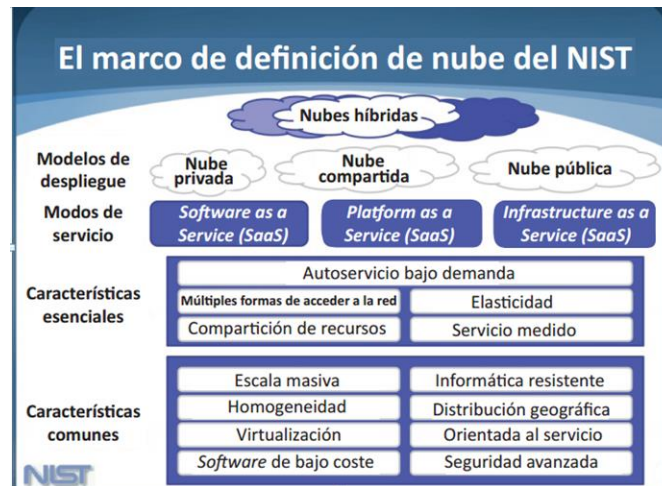 El marco de definición de nube del NIST
Nubes híbridas
Modelos de
despliegue
Nube
privada
Nube
compartida
Nube pública
Modos de
servicio
Software as a
Service (SaaS)
Platform as a
Service (SaaS)
Infrastructure as a
Service (SaaS)
Características
esenciales
Autoservicio bajo demanda
Múltiples formas de acceder a la red
Elasticidad
Compartición de recursos
Servicio medido
Características
comunes
Escala masiva
Informática resistente
Homogeneidad
Distribución geográfica
Virtualización
Orientada al servicio
Software de bajo coste
Seguridad avanzada
NIST